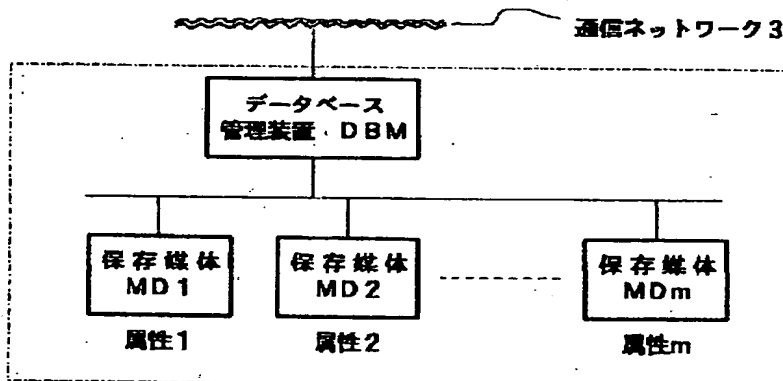 通信ネットワーク3
データベース
管理装置 DBM
保存媒体
MD1
保存媒体
MD2
保存媒体
MDm
属性1
属性2
属性m